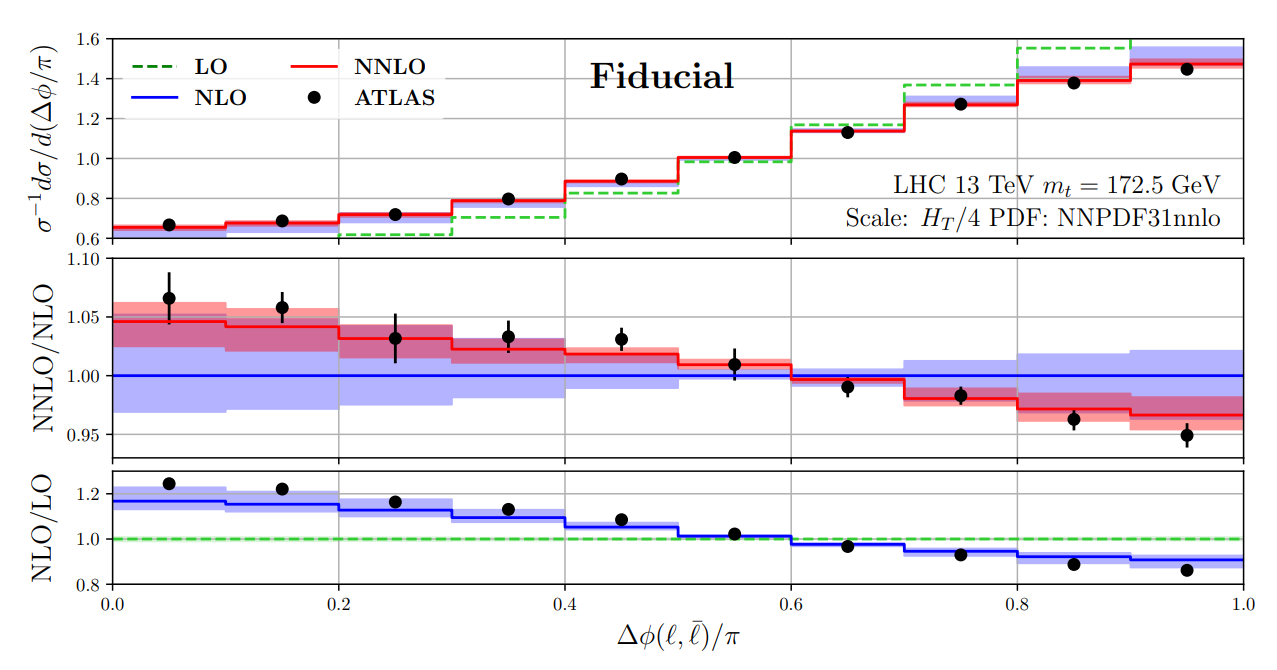 σ⁻¹dσ/d(Δϕ/π)
1.6
1.4
1.2
1.0
0.8
0.6
LO
NLO
NNLO
ATLAS
Fiducial
LHC 13 TeV mₜ = 172.5 GeV
Scale: H_T/4 PDF: NNPDF31nnlo
NNLO/NLO
1.10
1.05
1.00
0.95
NLO/LO
1.2
1.0
0.8
0.0 0.2 0.4 0.6 0.8 1.0
Δϕ(ℓ, ℓ̄)/π